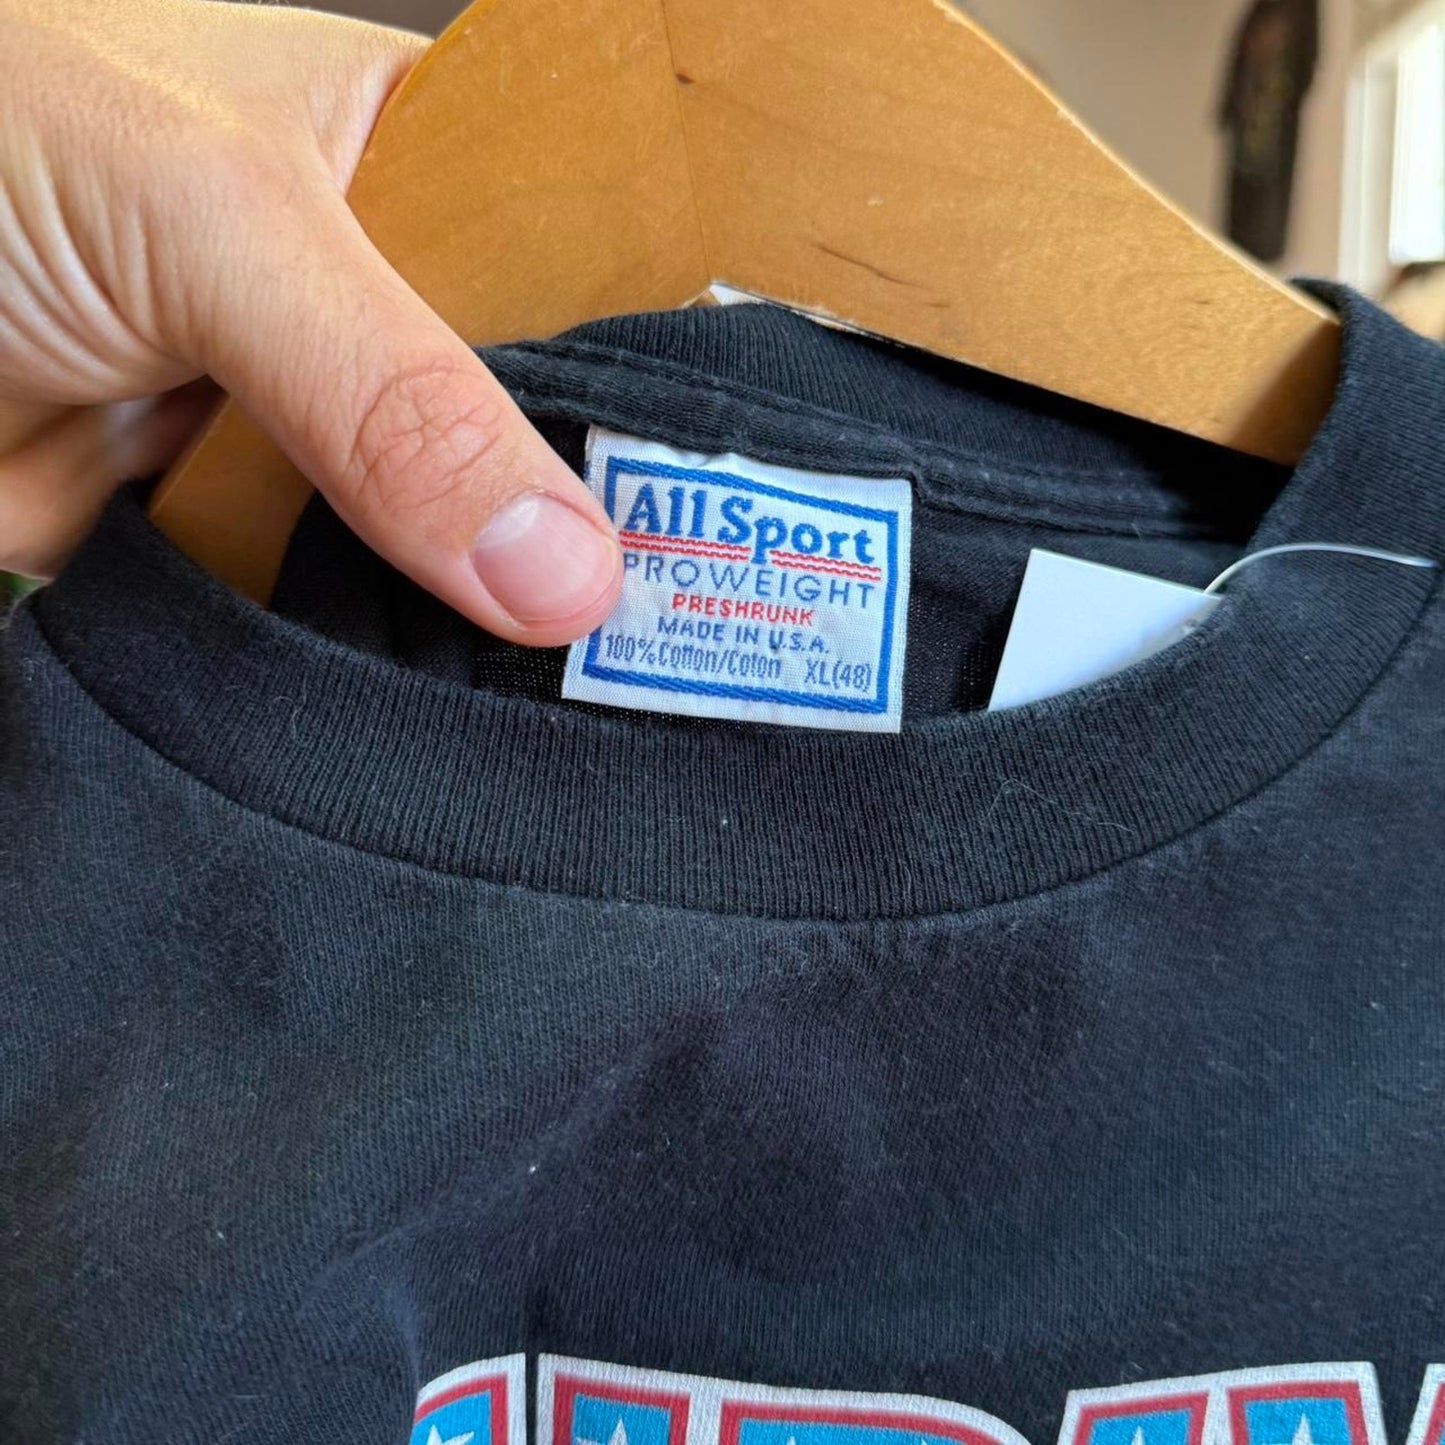 All Sport
PROWEIGHT
PRESHRUNK
MADE IN U.S.A.
100% Cotton/Coton XL(48)